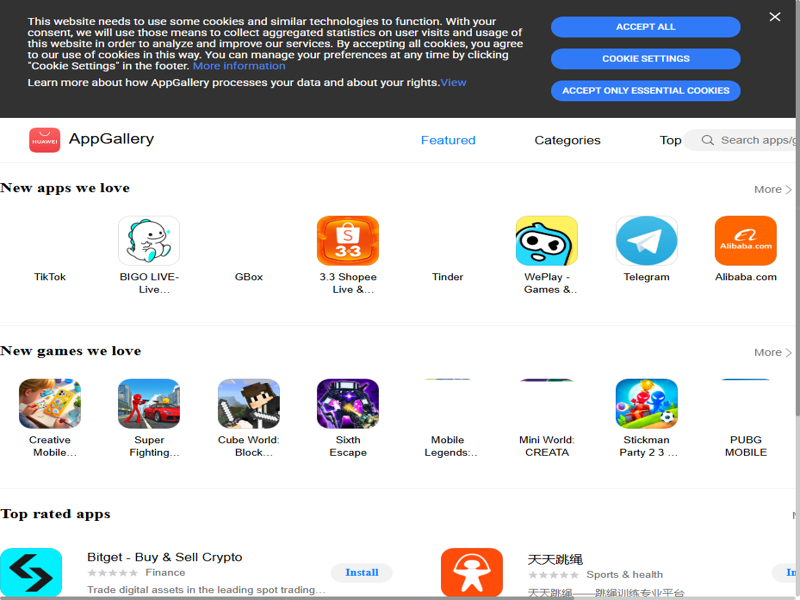 This website needs to use some cookies and similar technologies to function. With your
consent, we will use those means to collect aggregated statistics on user visits and usage of
this website in order to analyze and improve our services. By accepting all cookies, you agree
to our use of cookies in this way. You can manage your preferences at any time by clicking
"Cookie Settings" in the footer. More information
Learn more about how AppGallery processes your data and about your rights.View
ACCEPT ALL
COOKIE SETTINGS
ACCEPT ONLY ESSENTIAL COOKIES
HUAWEI AppGallery Featured Categories Top Search apps/g
New apps we love More
S
3·3
Alibaba.com
TikTok BIGO LIVE- GBox 3.3 Shopee Tinder WePlay - Telegram Alibaba.com
Live... Live &... Games &..
New games we love More
Creative Super Cube World: Sixth Mobile Mini World: Stickman PUBG
Mobile... Fighting... Block... Escape Legends:.. CREATA Party 2 3 ... MOBILE
Top rated apps
Bitget - Buy & Sell Crypto
Finance
Trade digital assets in the leading spot trading...
Install
天天跳绳
Sports & health
天天跳绳——跳绳训练专业平台
In